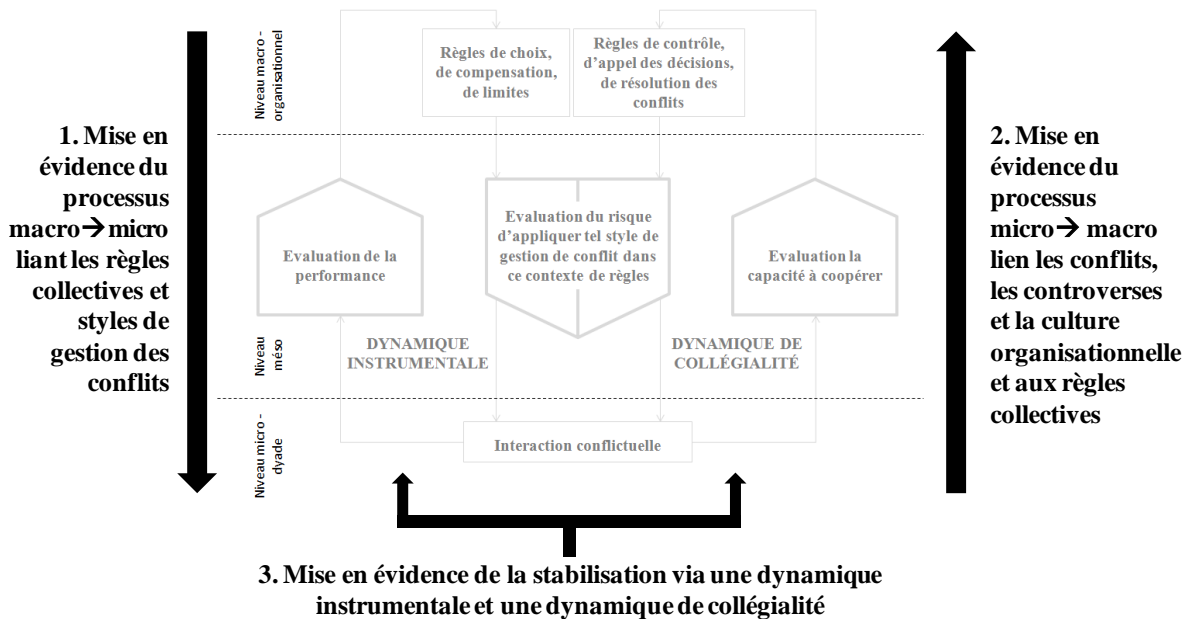 Niveau macro -
organisationnel
Règles de choix,
de compensation,
de limites
Règles de contrôle,
d'appel des décisions,
de résolution des
conflits
1. Mise en
évidence du
processus
macro→micro
liant les règles
collectives et
styles de
gestion des
conflits
2. Mise en
évidence du
processus
micro→ macro
lien les conflits,
les controverses
et la culture
organisationnelle
et aux règles
collectives
Niveau
méso
Evaluation de la
performance
Evaluation du risque
d'appliquer tel style de
gestion de conflit dans
ce contexte de règles
Evaluation la
capacité à coopérer
DYNAMIQUE
INSTRUMENTALE
DYNAMIQUE DE
COLLÉGIALITÉ
Niveau micro -
dyade
Interaction conflictuelle
3. Mise en évidence de la stabilisation via une dynamique
instrumentale et une dynamique de collégialité